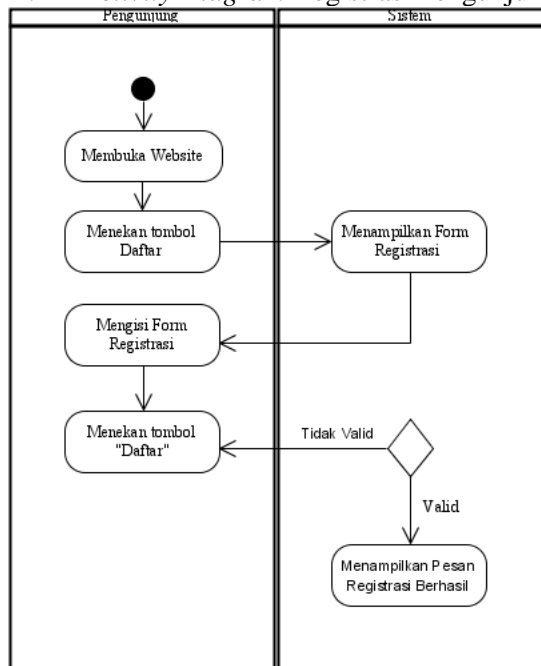 Pengunjung
Sistem
Membuka Website
Menekan tombol
Daftar
Menampilkan Form
Registrasi
Mengisi Form
Registrasi
Menekan tombol
"Daftar"
Tidak Valid
Valid
Menampilkan Pesan
Registrasi Berhasil